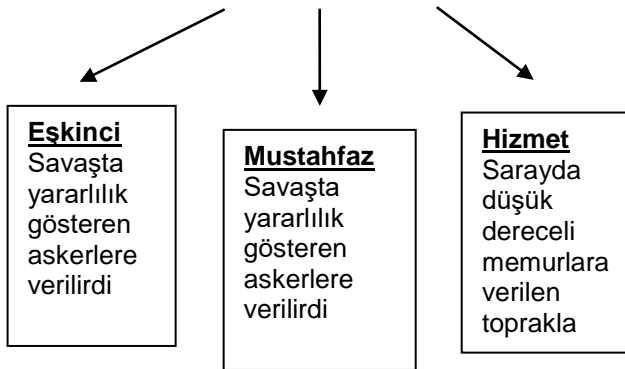 Eşkinci
Savaşta
yararlılık
gösteren
askerlere
verilirdi
Mustahfaz
Savaşta
yararlılık
gösteren
askerlere
verilirdi
Hizmet
Sarayda
düşük
dereceli
memurlara
verilen
toprakla